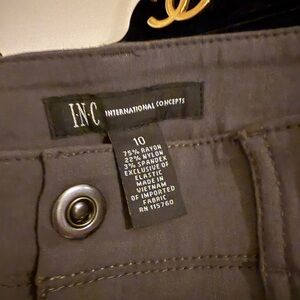 I·N·C INTERNATIONAL CONCEPTS
10
75% RAYON
22% NYLON
3% SPANDEX
EXCLUSIVE OF
ELASTIC
MADE IN
VIETNAM
OF IMPORTED
FABRIC
RN 115760